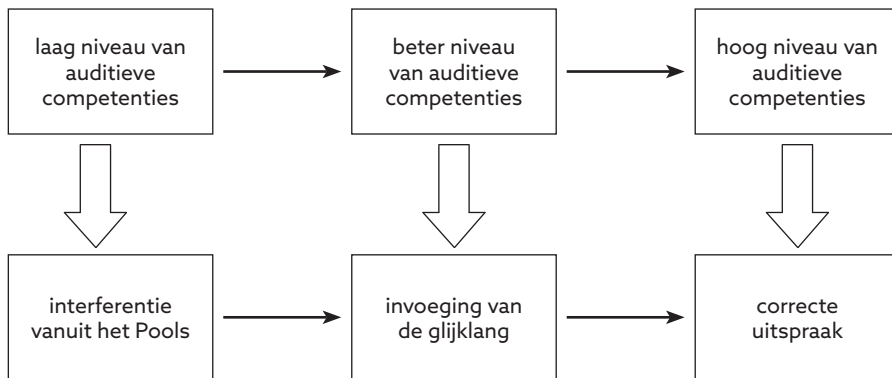 laag niveau van
auditieve
competenties
beter niveau
van auditieve
competenties
hoog niveau van
auditieve
competenties
interferentie
vanuit het Pools
invoeging van
de glijklang
correcte
uitspraak